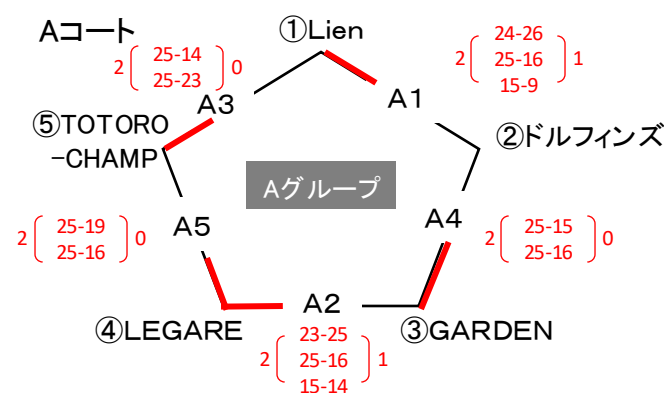 Aコート
①Lien
2 25-14 0
25-23
24-26
2 25-16 1
15-9
A3
A1
⑤TOTORO
-CHAMP
②ドルフィンズ
Aグループ
2 25-19 0
25-16
A5
A4
2 25-15 0
25-16
A2
④LEGARE
③GARDEN
23-25
2 25-16 1
15-14